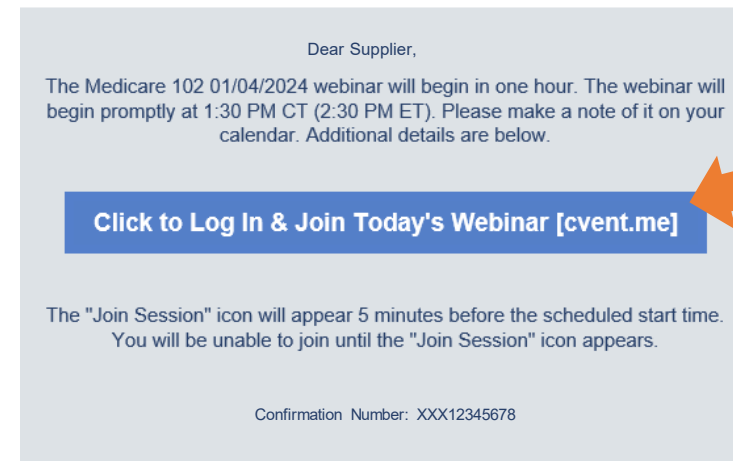 Dear Supplier,
The Medicare 102 01/04/2024 webinar will begin in one hour. The webinar will
begin promptly at 1:30 PM CT (2:30 PM ET). Please make a note of it on your
calendar. Additional details are below.
Click to Log In & Join Today's Webinar [cvent.me]
The "Join Session" icon will appear 5 minutes before the scheduled start time.
You will be unable to join until the "Join Session" icon appears.
Confirmation Number: XXX12345678